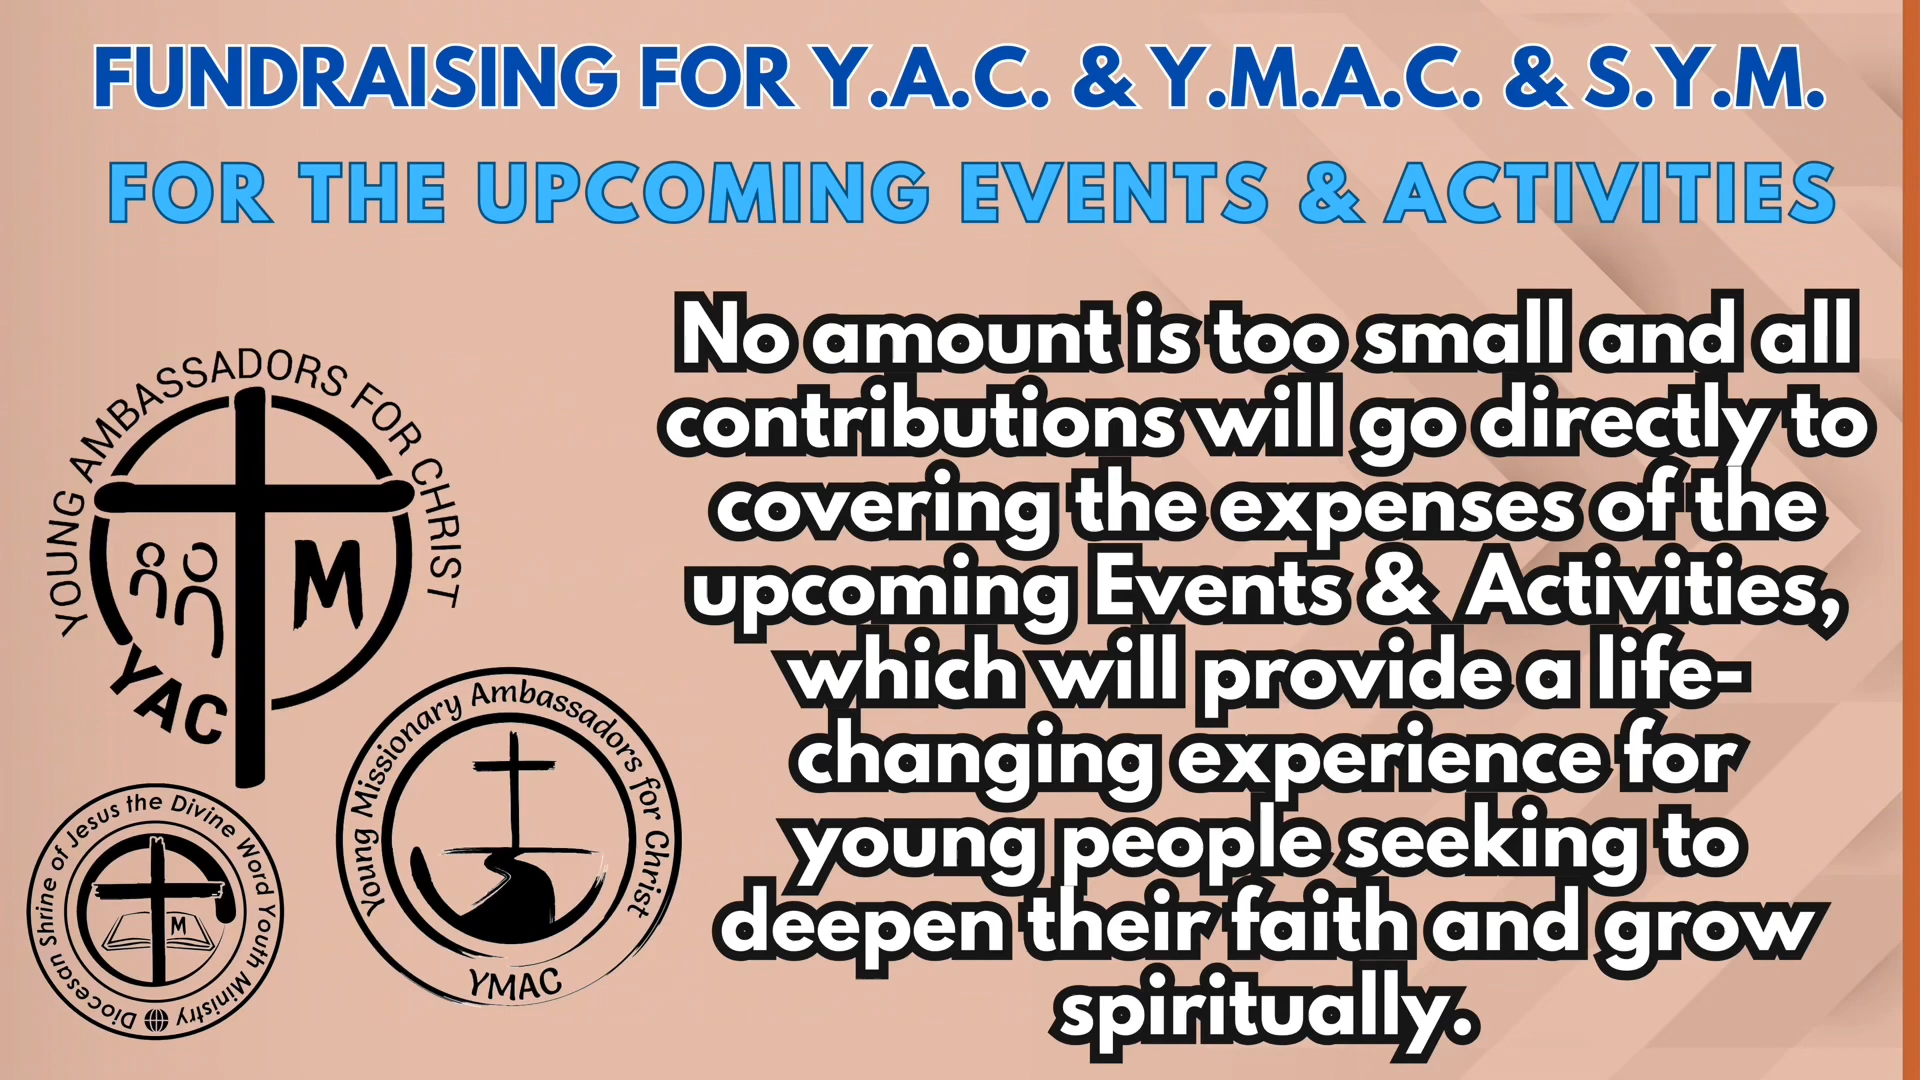 FUNDRAISING FOR Y.A.C. & Y.M.A.C. & S.Y.M.
FOR THE UPCOMING EVENTS & ACTIVITIES
No amount is too small and all
contributions will go directly to
covering the expenses of the
upcoming Events & Activities,
which will provide a life-
changing experience for
young people seeking to
deepen their faith and grow
spiritually.
YOUNG AMBASSADORS FOR CHRIST
M
YAC
Young Missionary Ambassadors for Christ
YMAC
Diocesan Shrine of Jesus the Divine Word Youth Ministry
M